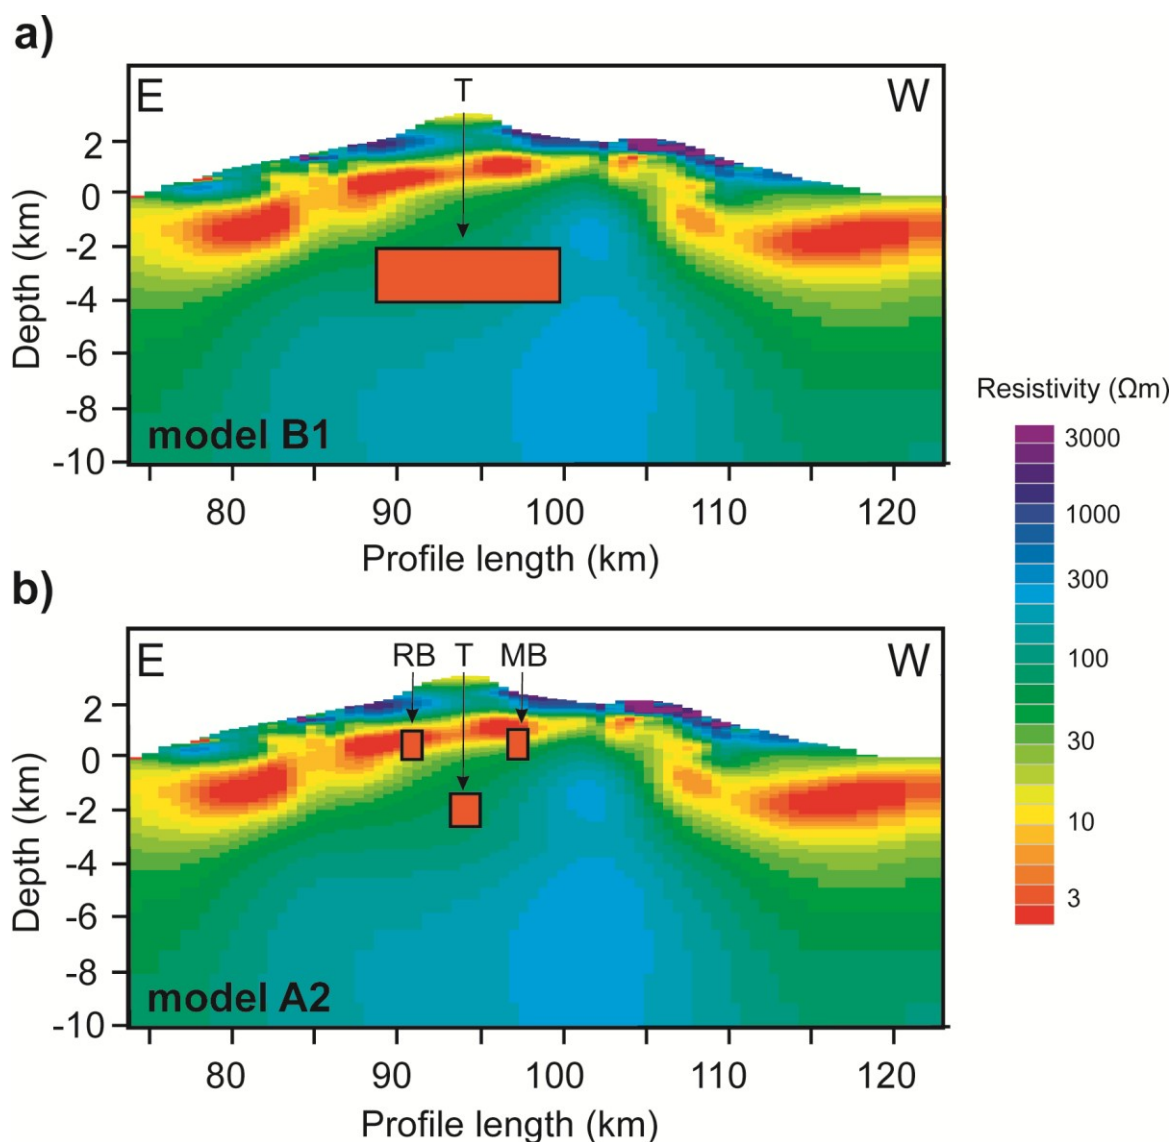 a)
E T W
2
0
-2
-4
-6
-8
-10
Depth (km)
model B1
80 90 100 110 120
Profile length (km)
Resistivity (Ωm)
3000
1000
300
100
30
10
3
b)
E RB T MB W
2
0
-2
-4
-6
-8
-10
Depth (km)
model A2
80 90 100 110 120
Profile length (km)